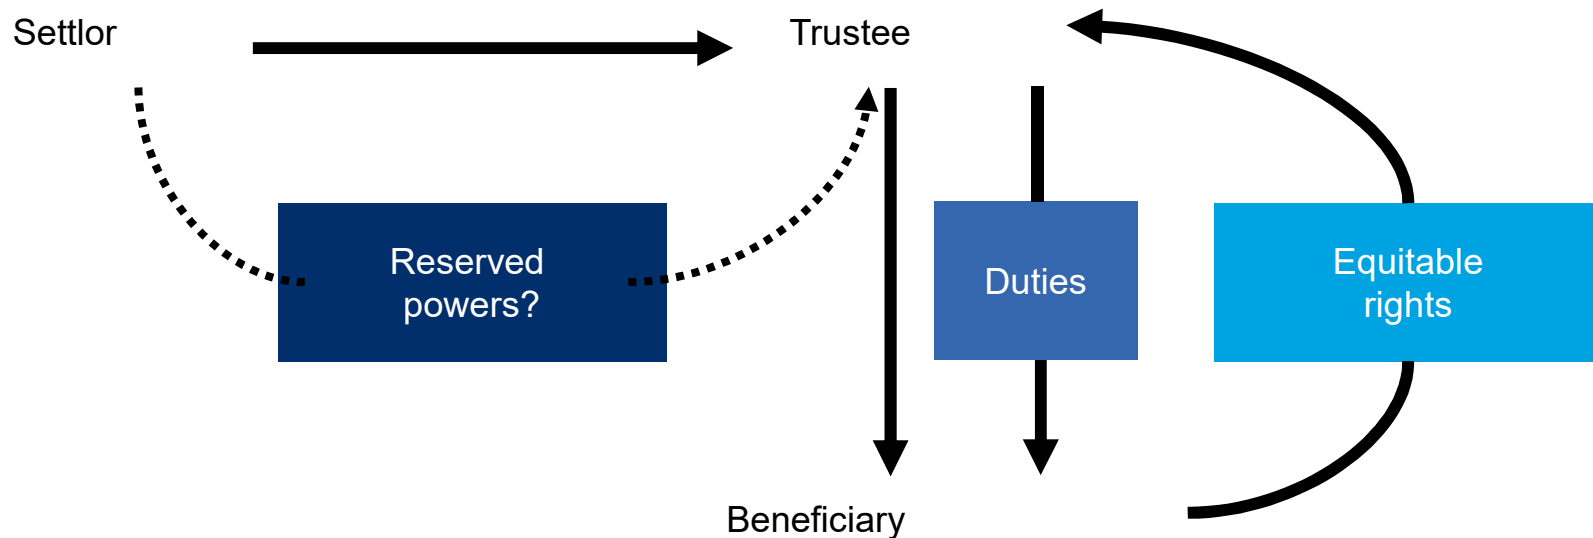 Settlor
Trustee
Reserved
powers?
Duties
Equitable
rights
Beneficiary